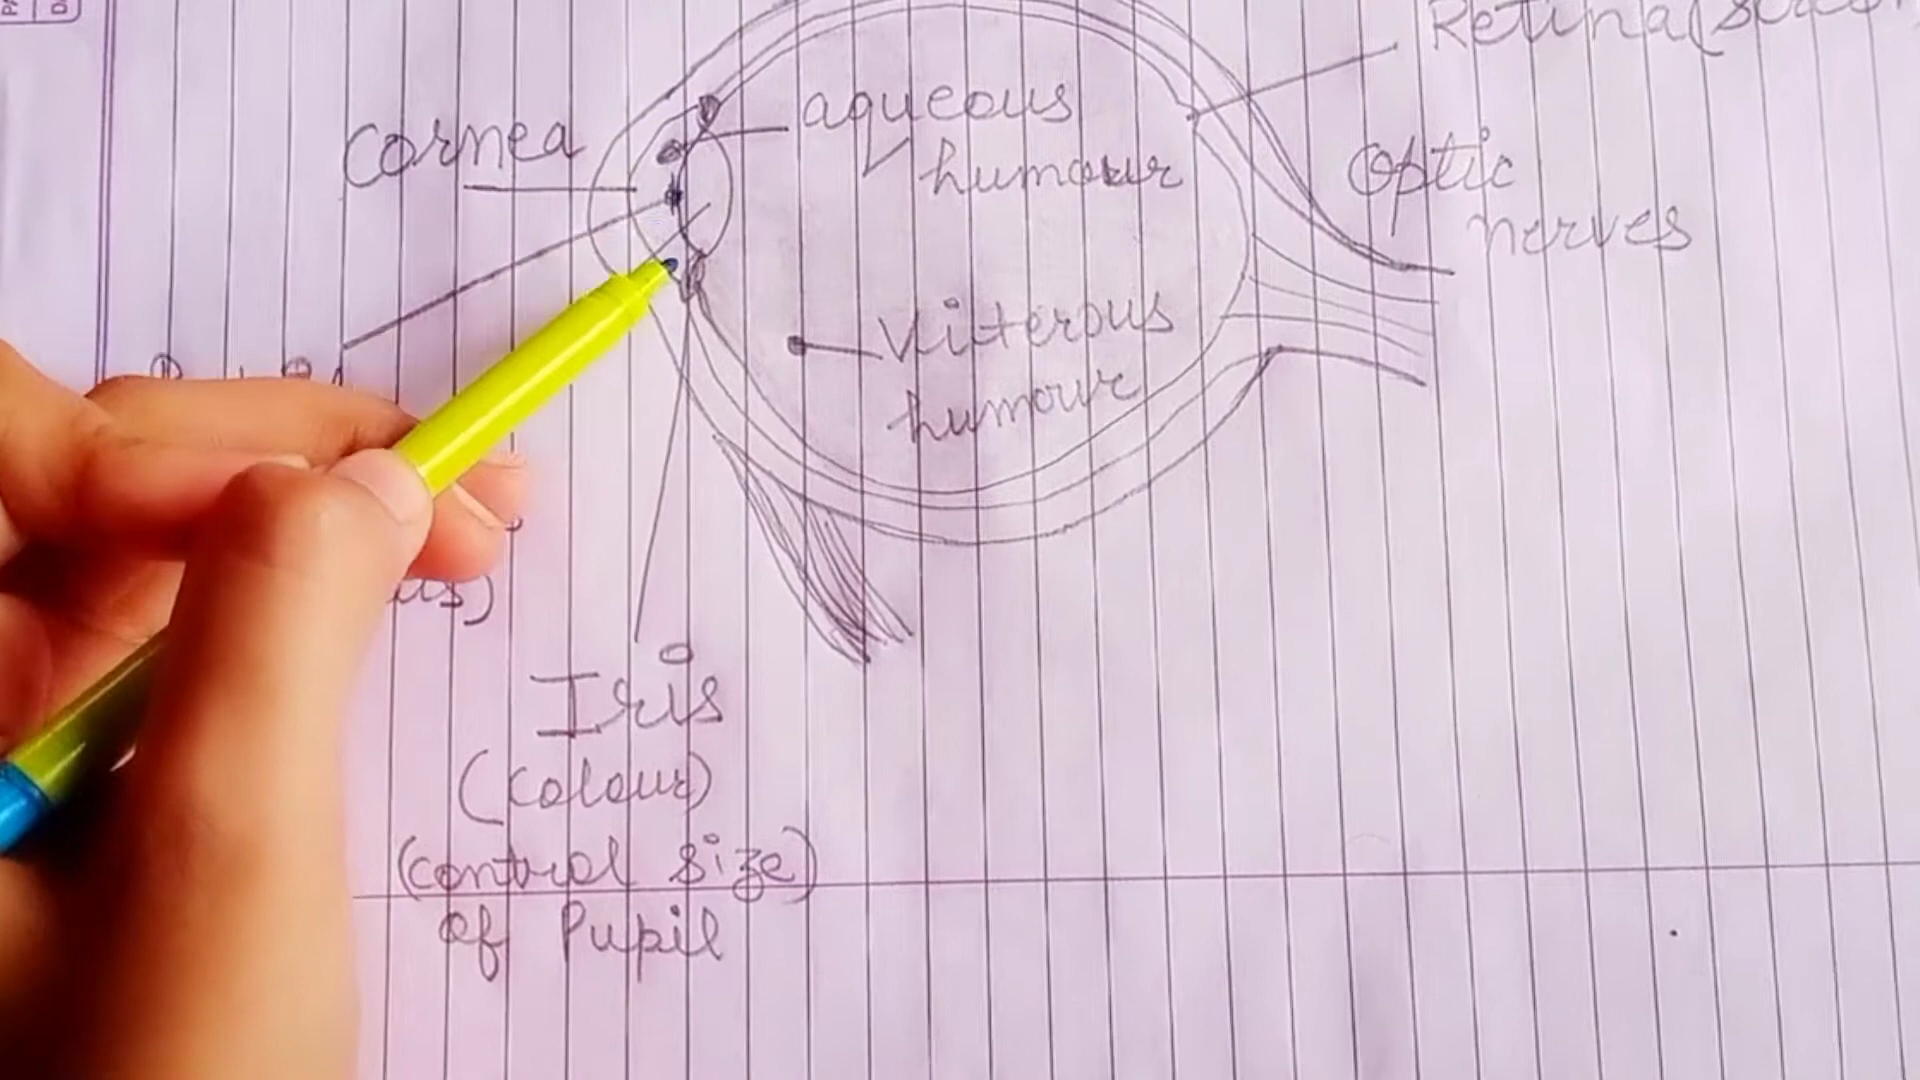 Retina
Cornea
aqueous
humour
Optic
nerves
Viterous
humour
Iris
(colour)
(control size)
of Pupil